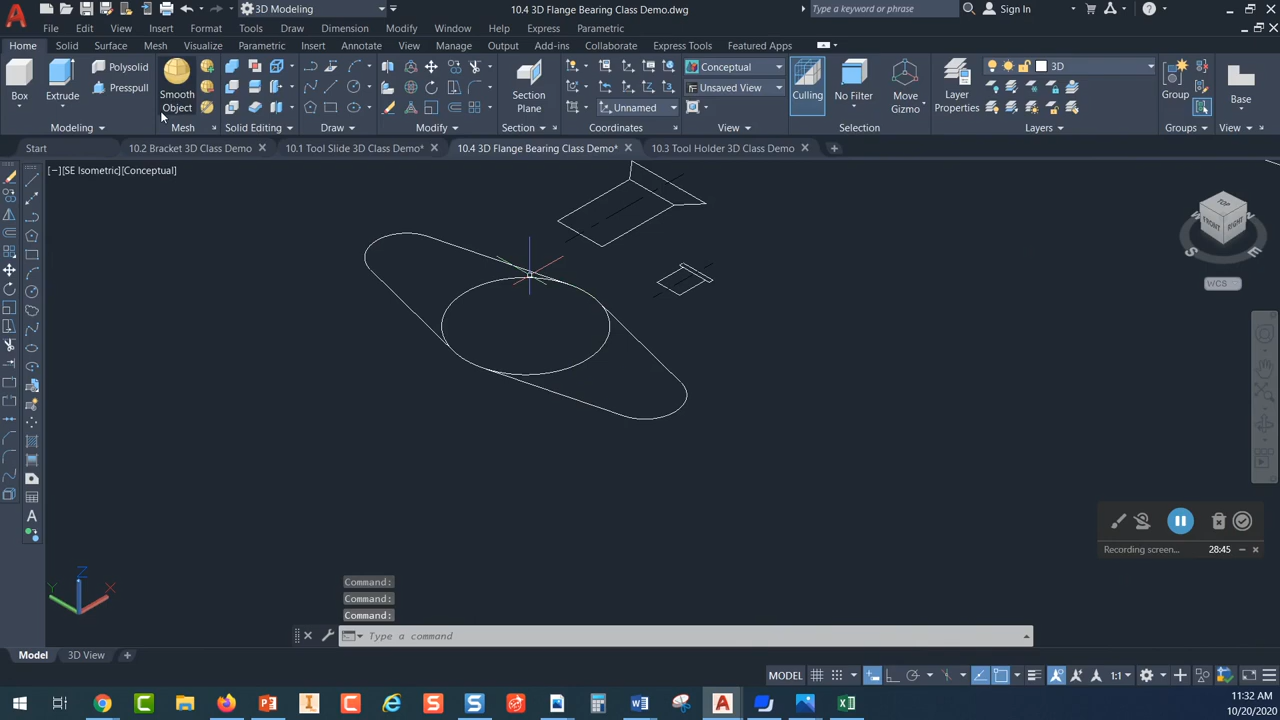 3D Modeling
10.4 3D Flange Bearing Class Demo.dwg
Type a keyword or phrase
Sign In
File Edit View Insert Format Tools Draw Dimension Modify Window Help Express Parametric
Home Solid Surface Mesh Visualize Parametric Insert Annotate View Manage Output Add-ins Collaborate Express Tools Featured Apps
Box
Extrude
Polysolid
Presspull
Smooth
Object
Section
Plane
Unnamed
Conceptual
Unsaved View
Culling
No Filter
Move
Gizmo
Layer
Properties
3D
Group
Base
Modeling Mesh Solid Editing Draw Modify Section Coordinates View Selection Layers Groups View
Start 10.2 Bracket 3D Class Demo* 10.1 Tool Slide 3D Class Demo* 10.4 3D Flange Bearing Class Demo* 10.3 Tool Holder 3D Class Demo*
[−][SE Isometric][Conceptual]
TOP
FRONT
RIGHT
S
E
WCS
Recording screen...
28:45
Z
Y
X
Command:
Command:
Command:
Type a command
Model 3D View
MODEL
1:1
11:32 AM
10/20/2020